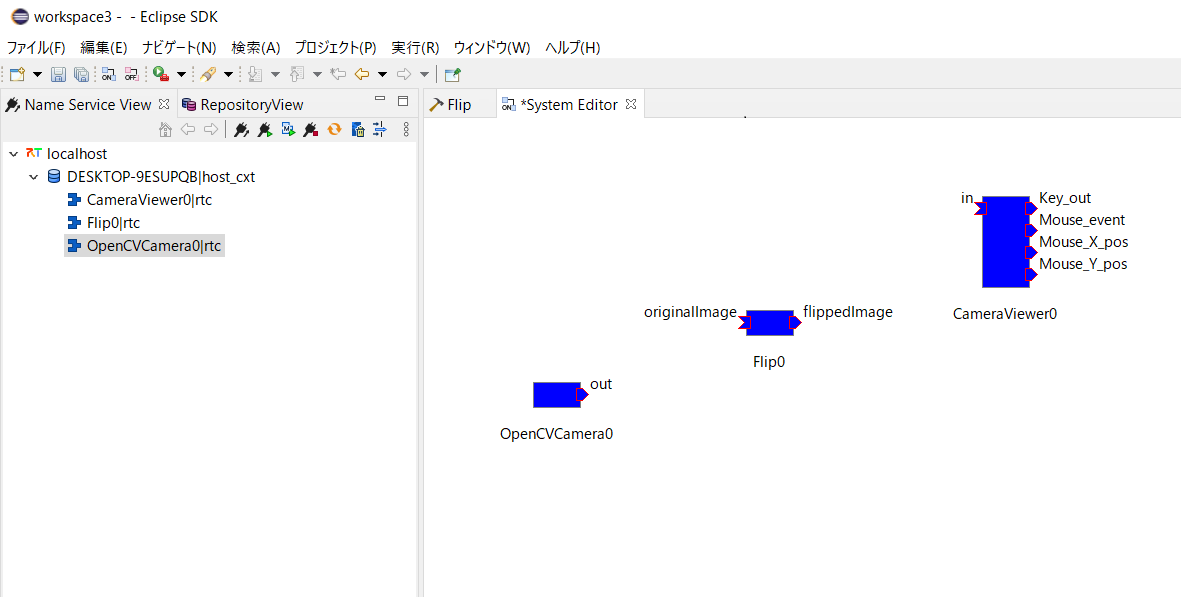 workspace3 - - Eclipse SDK
ファイル(F) 編集(E) ナビゲート(N) 検索(A) プロジェクト(P) 実行(R) ウィンドウ(W) ヘルプ(H)
ON OFF
Name Service View RepositoryView
Flip *System Editor
RT localhost
DESKTOP-9ESUPQB|host_cxt
CameraViewer0|rtc
Flip0|rtc
OpenCVCamera0|rtc
in Key_out
Mouse_event
Mouse_X_pos
Mouse_Y_pos
CameraViewer0
originalImage flippedImage
Flip0
out
OpenCVCamera0